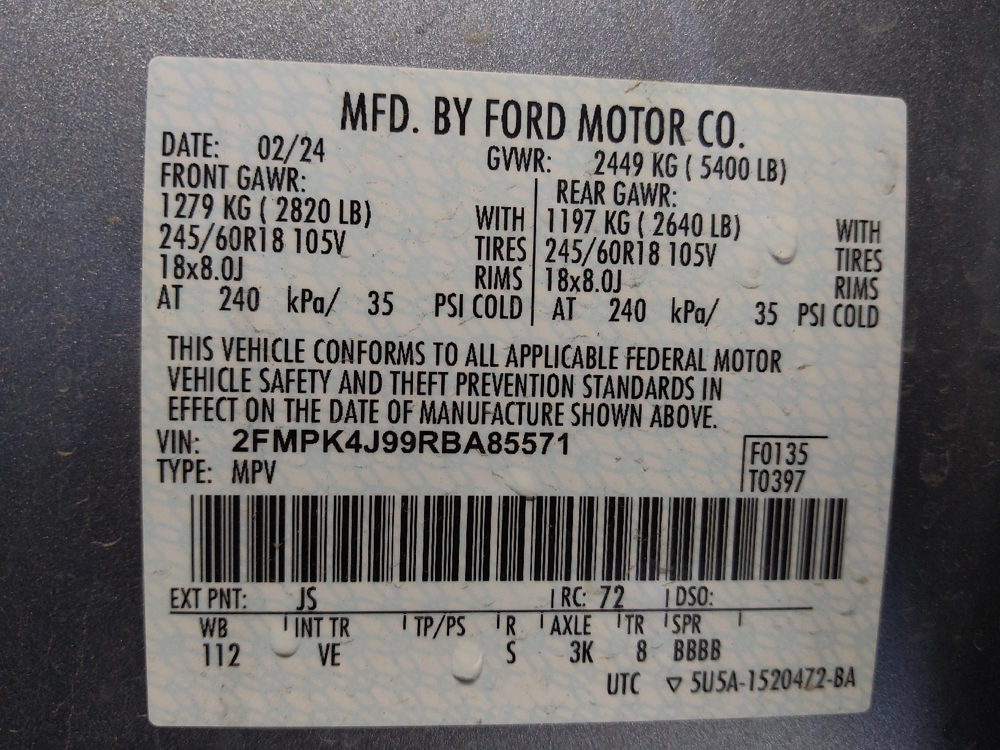 MFD. BY FORD MOTOR CO.
DATE: 02/24 GVWR: 2449 KG ( 5400 LB)
FRONT GAWR: REAR GAWR:
1279 KG ( 2820 LB) WITH 1197 KG ( 2640 LB) WITH
245/60R18 105V TIRES 245/60R18 105V TIRES
18x8.0J RIMS 18x8.0J RIMS
AT 240 kPa/ 35 PSI COLD AT 240 kPa/ 35 PSI COLD
THIS VEHICLE CONFORMS TO ALL APPLICABLE FEDERAL MOTOR
VEHICLE SAFETY AND THEFT PREVENTION STANDARDS IN
EFFECT ON THE DATE OF MANUFACTURE SHOWN ABOVE.
VIN: 2FMPK4J99RBA85571
TYPE: MPV
F0135
T0397
EXT PNT: JS RC: 72 DSO:
WB INT TR TP/PS R AXLE TR SPR
112 VE S 3K 8 BBBB
UTC ▽ 5U5A-1520472-BA